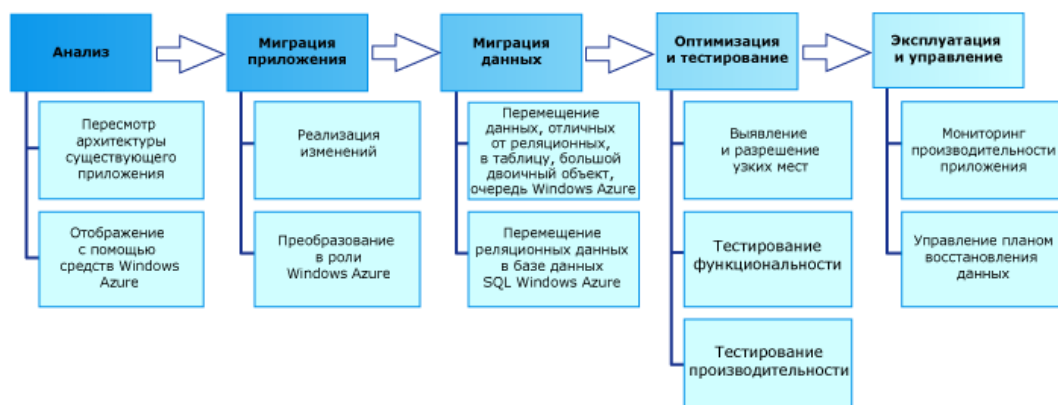 Анализ
Миграция
приложения
Миграция
данных
Оптимизация
и тестирование
Эксплуатация
и управление
Пересмотр
архитектуры
существующего
приложения
Отображение
с помощью
средств Windows
Azure
Реализация
изменений
Преобразование
в роли
Windows Azure
Перемещение
данных, отличных
от реляционных,
в таблицу, большой
двоичный объект,
очередь Windows Azure
Перемещение
реляционных данных
в базе данных
SQL Windows Azure
Выявление
и разрешение
узких мест
Тестирование
функциональности
Тестирование
производительности
Мониторинг
производительности
приложения
Управление планом
восстановления
данных